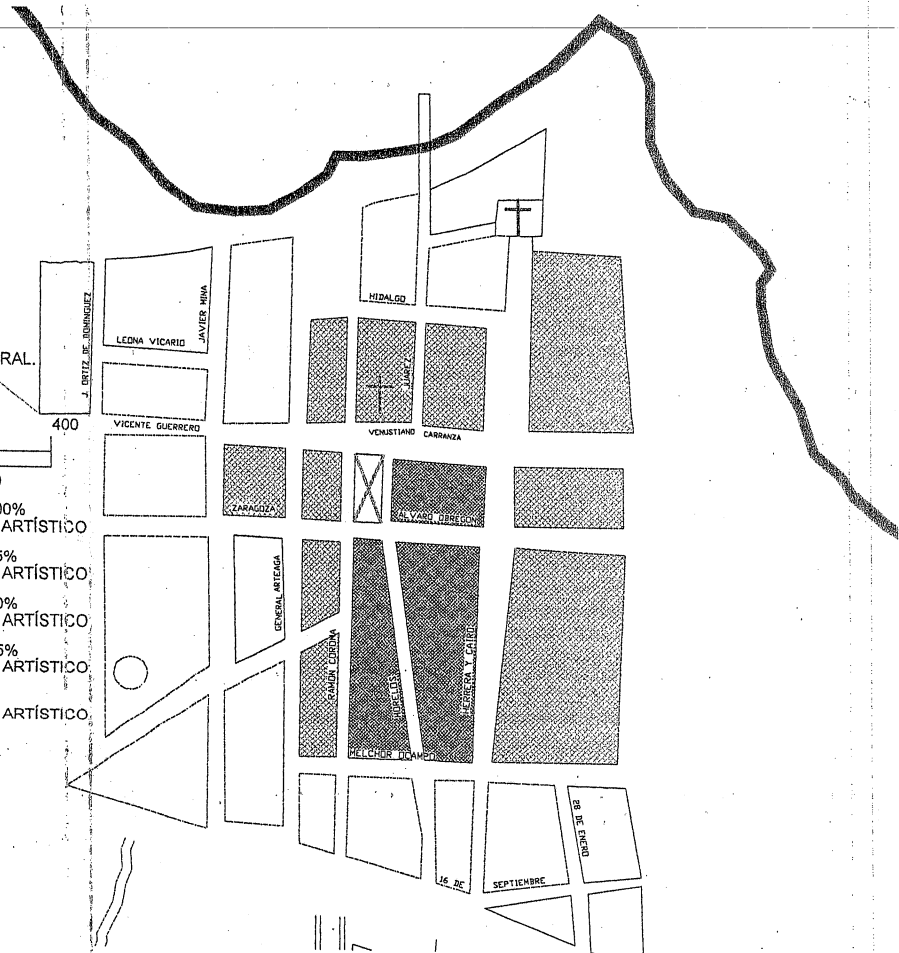 HIDALGO
J. ORTIZ DE DOMINGUEZ
JAVIER MINA
LEONA VICARIO
JUAREZ
RAL.
400
VICENTE GUERRERO
VENUSTIANO CARRANZA
)
00%
ARTÍSTICO
ZARAGOZA
ALVARO OBREGON
5%
ARTÍSTICO
GENERAL ARTEAGA
0%
ARTÍSTICO
RAMON CORONA
MORELOS
HERRERA Y CAIRO
5%
ARTÍSTICO
ARTÍSTICO
MELCHOR OCAMPO
28 DE ENERO
16 DE
SEPTIEMBRE